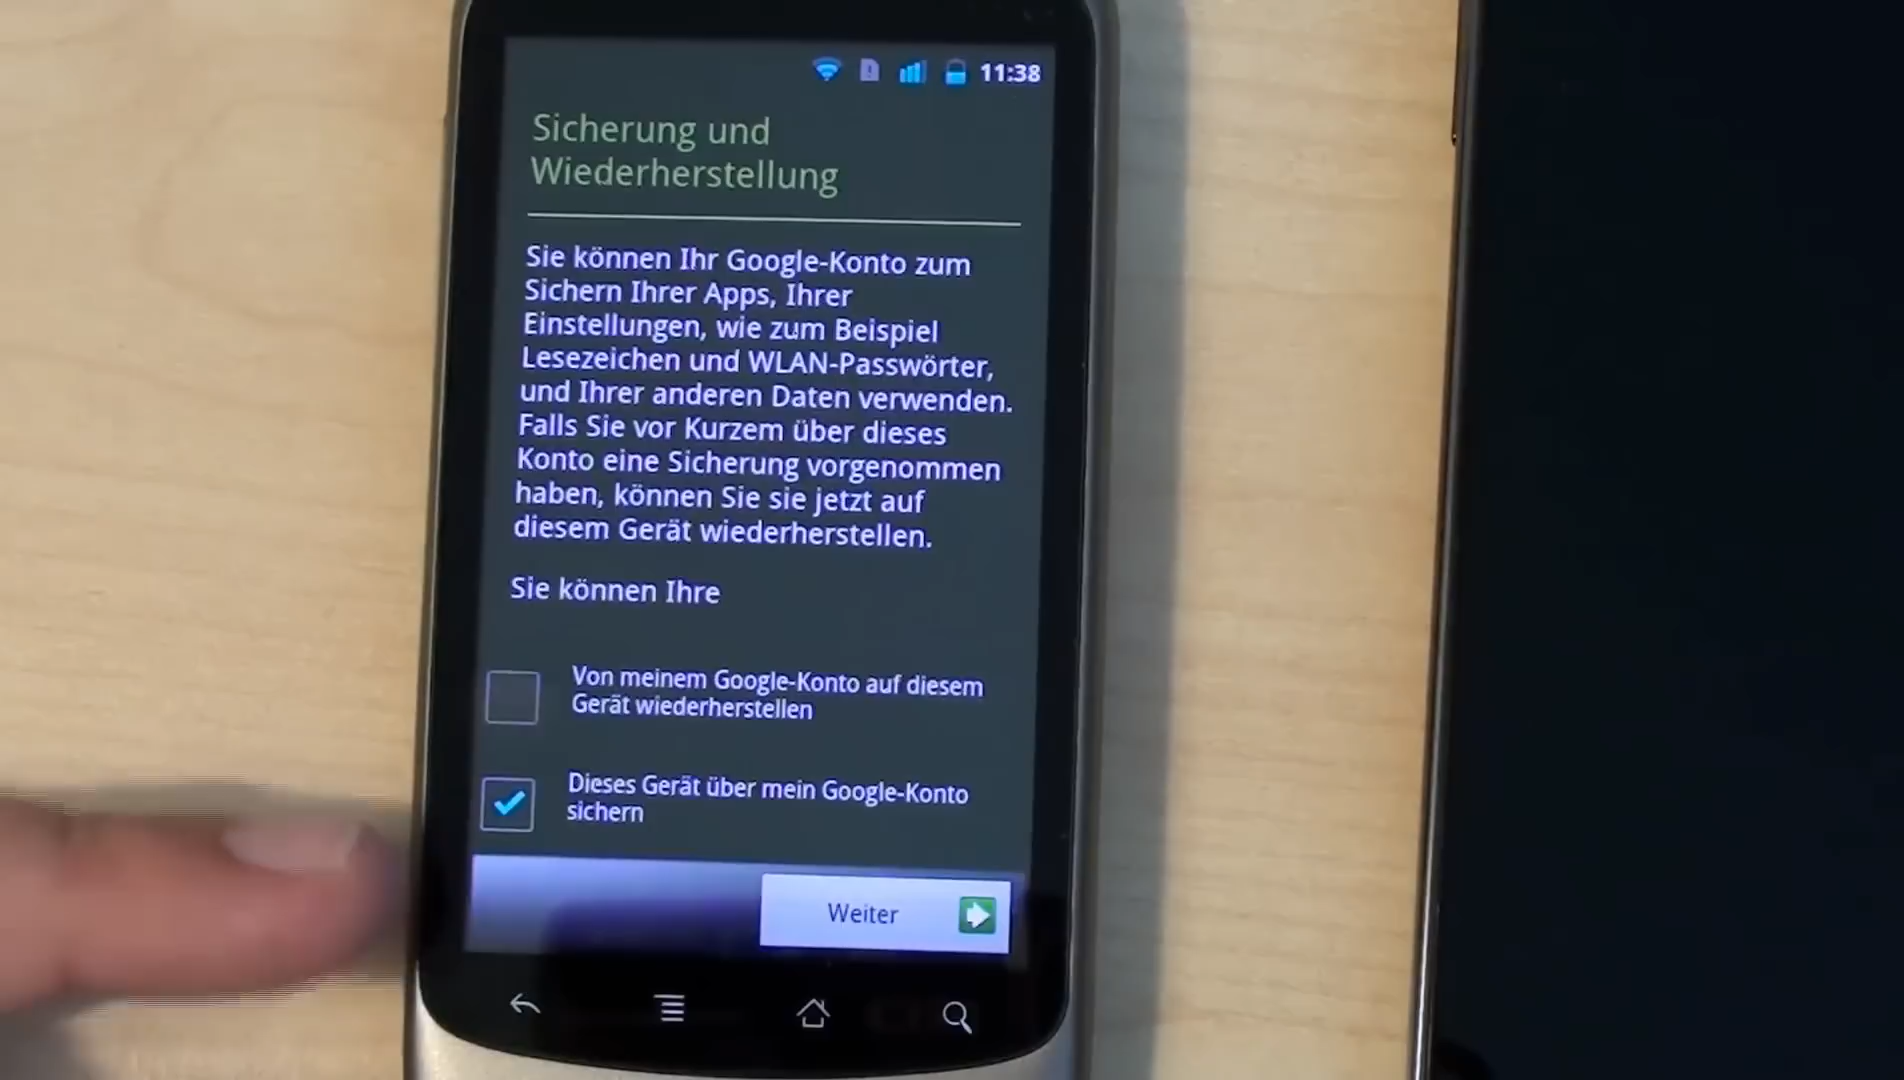 11:38
Sicherung und
Wiederherstellung
Sie können Ihr Google-Konto zum
Sichern Ihrer Apps, Ihrer
Einstellungen, wie zum Beispiel
Lesezeichen und WLAN-Passwörter,
und Ihrer anderen Daten verwenden.
Falls Sie vor Kurzem über dieses
Konto eine Sicherung vorgenommen
haben, können Sie sie jetzt auf
diesem Gerät wiederherstellen.
Sie können Ihre
Von meinem Google-Konto auf diesem
Gerät wiederherstellen
Dieses Gerät über mein Google-Konto
sichern
Weiter